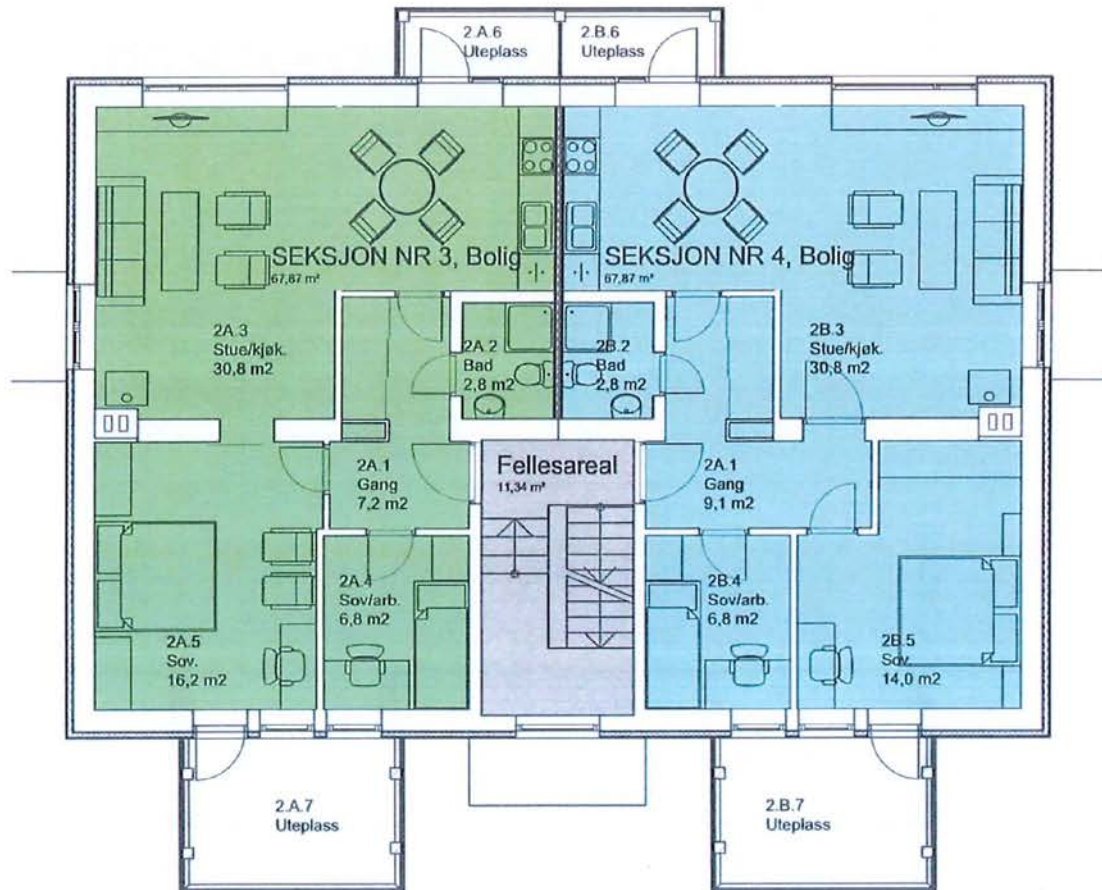 2.A.6
Uteplass
2.B.6
Uteplass
SEKSJON NR 3, Bolig
67,87 m²
SEKSJON NR 4, Bolig
67,87 m²
2A.3
Stue/kjøk.
30,8 m2
2A.2
Bad
2,8 m2
2B.2
Bad
2,8 m2
2B.3
Stue/kjøk.
30,8 m2
2A.1
Gang
7,2 m2
Fellesareal
11,34 m²
2A.1
Gang
9,1 m2
2A.4
Sov/arb.
6,8 m2
2B.4
Sov/arb.
6,8 m2
2A.5
Sov.
16,2 m2
2B.5
Sov.
14,0 m2
2.A.7
Uteplass
2.B.7
Uteplass